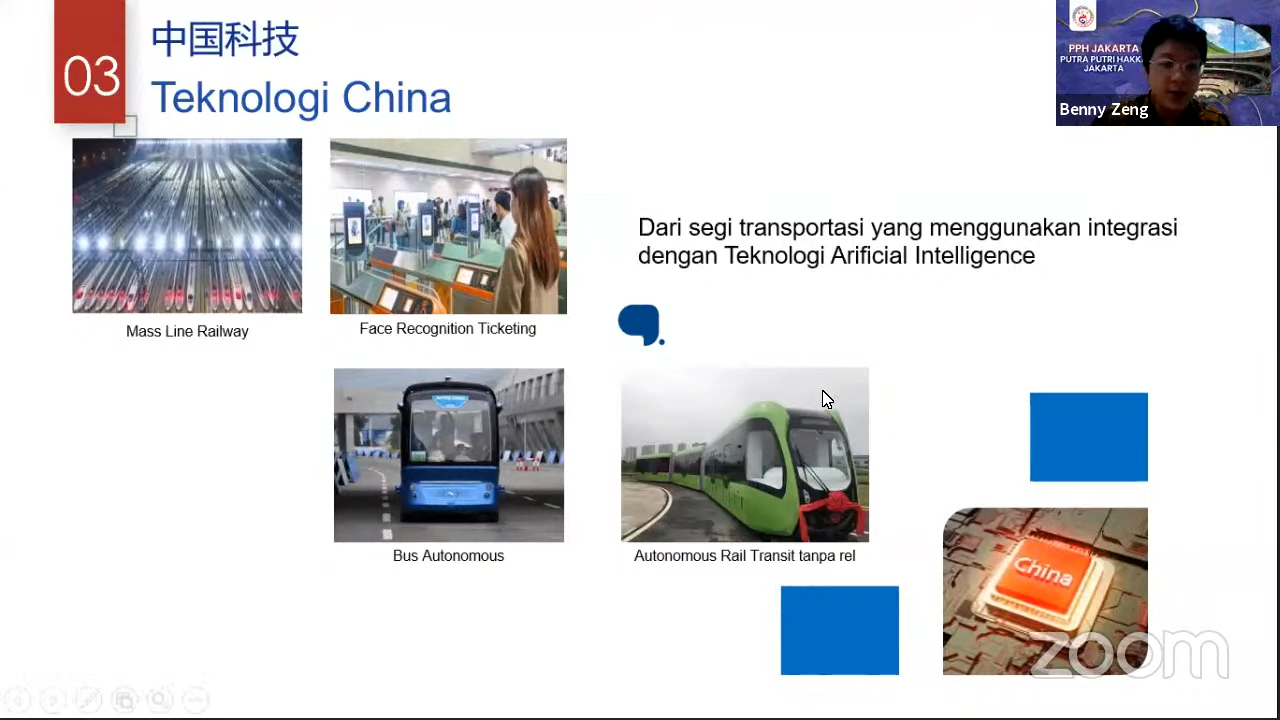 03
中国科技
Teknologi China
PPH JAKARTA
PUTRA PUTRI HAKKA
JAKARTA
Benny Zeng
Dari segi transportasi yang menggunakan integrasi
dengan Teknologi Arificial Intelligence
Mass Line Railway
Face Recognition Ticketing
Bus Autonomous
Autonomous Rail Transit tanpa rel
China
zoom